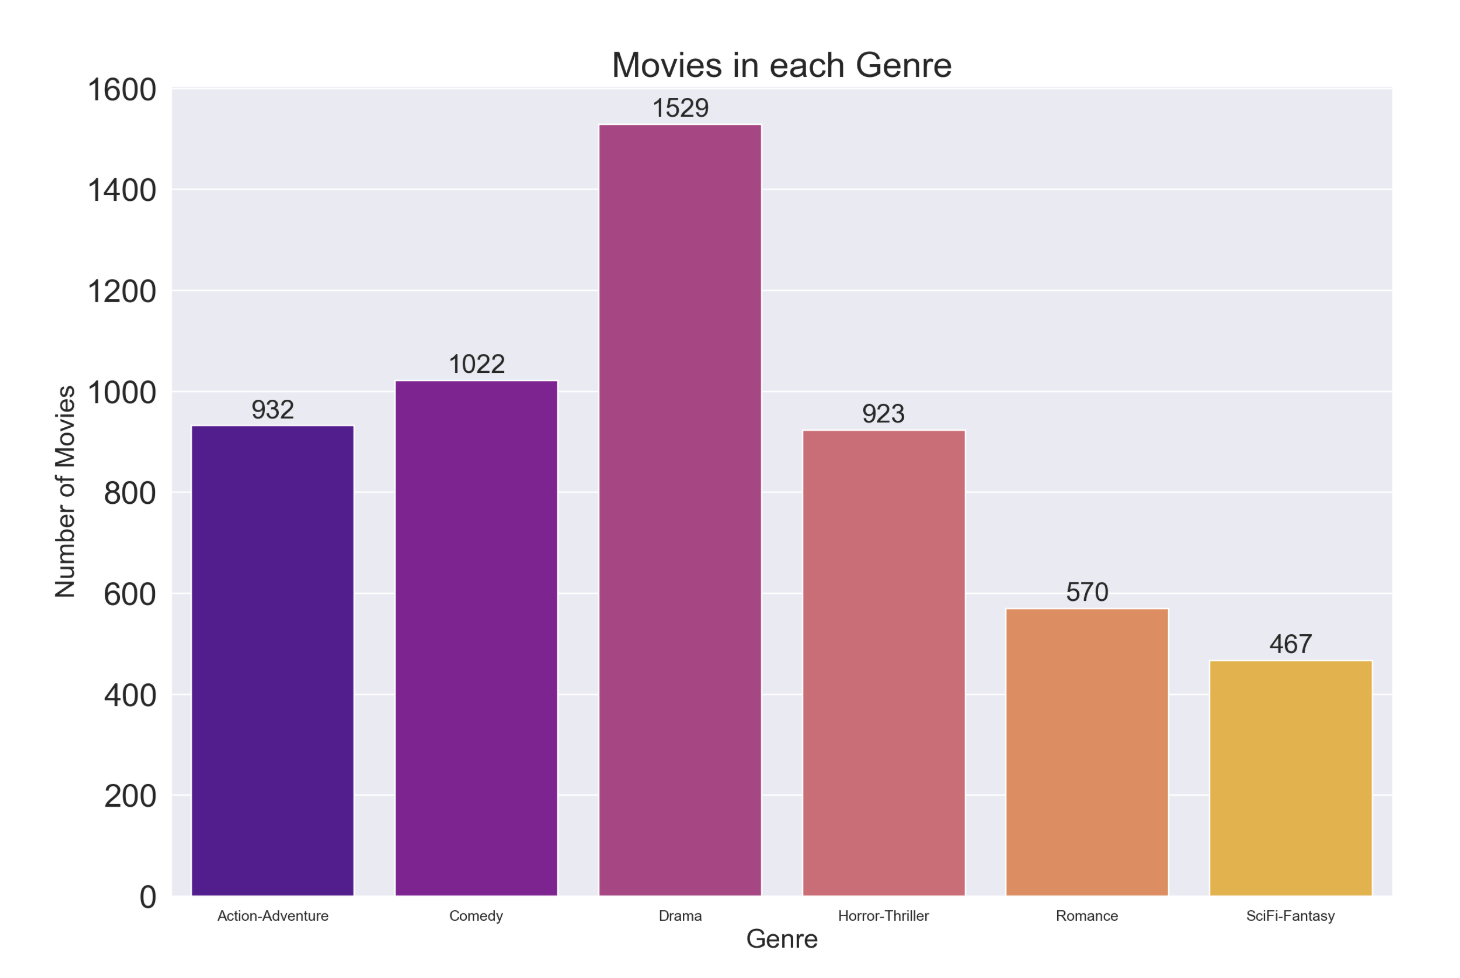 Movies in each Genre
1600
1400
1200
1000
800
600
400
200
0
Number of Movies
932
1022
1529
923
570
467
Action-Adventure
Comedy
Drama
Horror-Thriller
Romance
SciFi-Fantasy
Genre